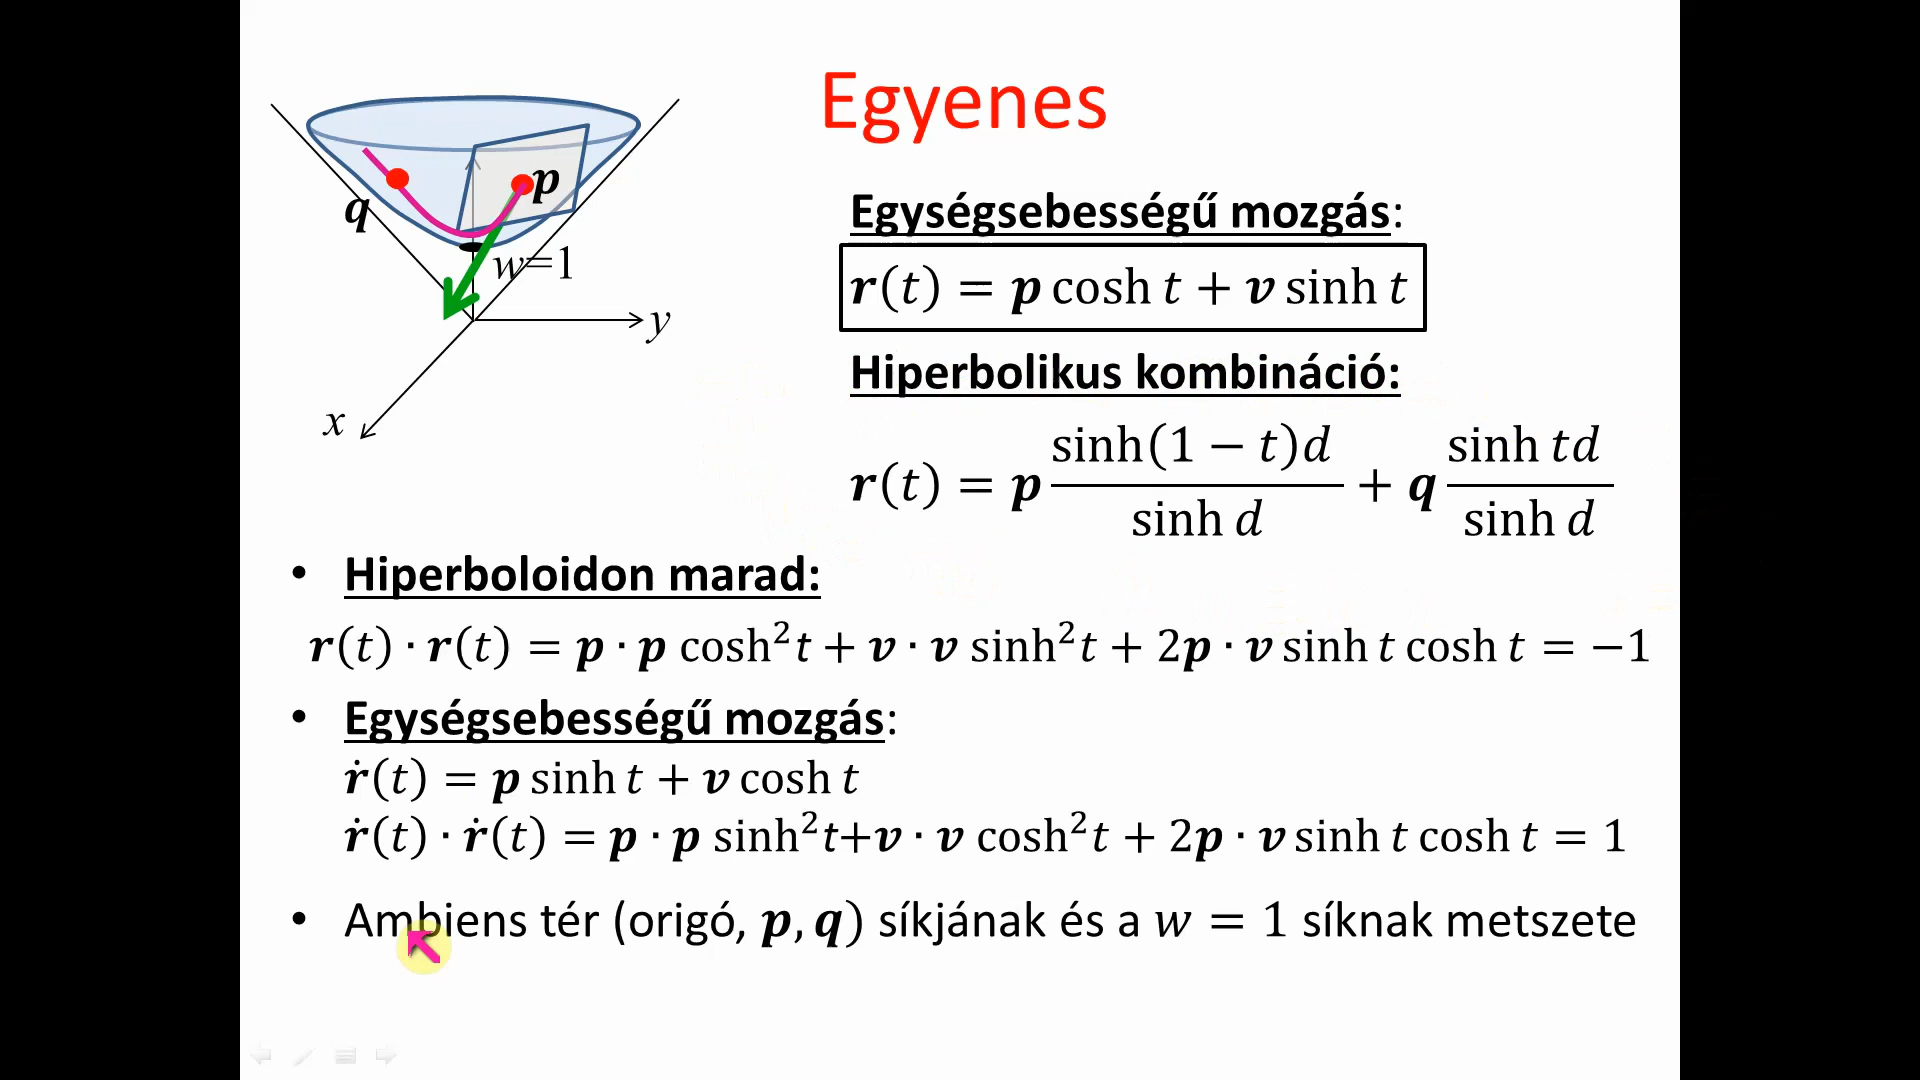 Egyenes
p
q
w=1
y
x
Egységsebességű mozgás:
r(t) = p cosh t + v sinh t
Hiperbolikus kombináció:
r(t) = p sinh(1 − t)d / sinh d + q sinh td / sinh d
• Hiperboloidon marad:
r(t) · r(t) = p · p cosh²t + v · v sinh²t + 2p · v sinh t cosh t = −1
• Egységsebességű mozgás:
ṙ(t) = p sinh t + v cosh t
ṙ(t) · ṙ(t) = p · p sinh²t+v · v cosh²t + 2p · v sinh t cosh t = 1
• Ambiens tér (origó, p, q) síkjának és a w = 1 síknak metszete